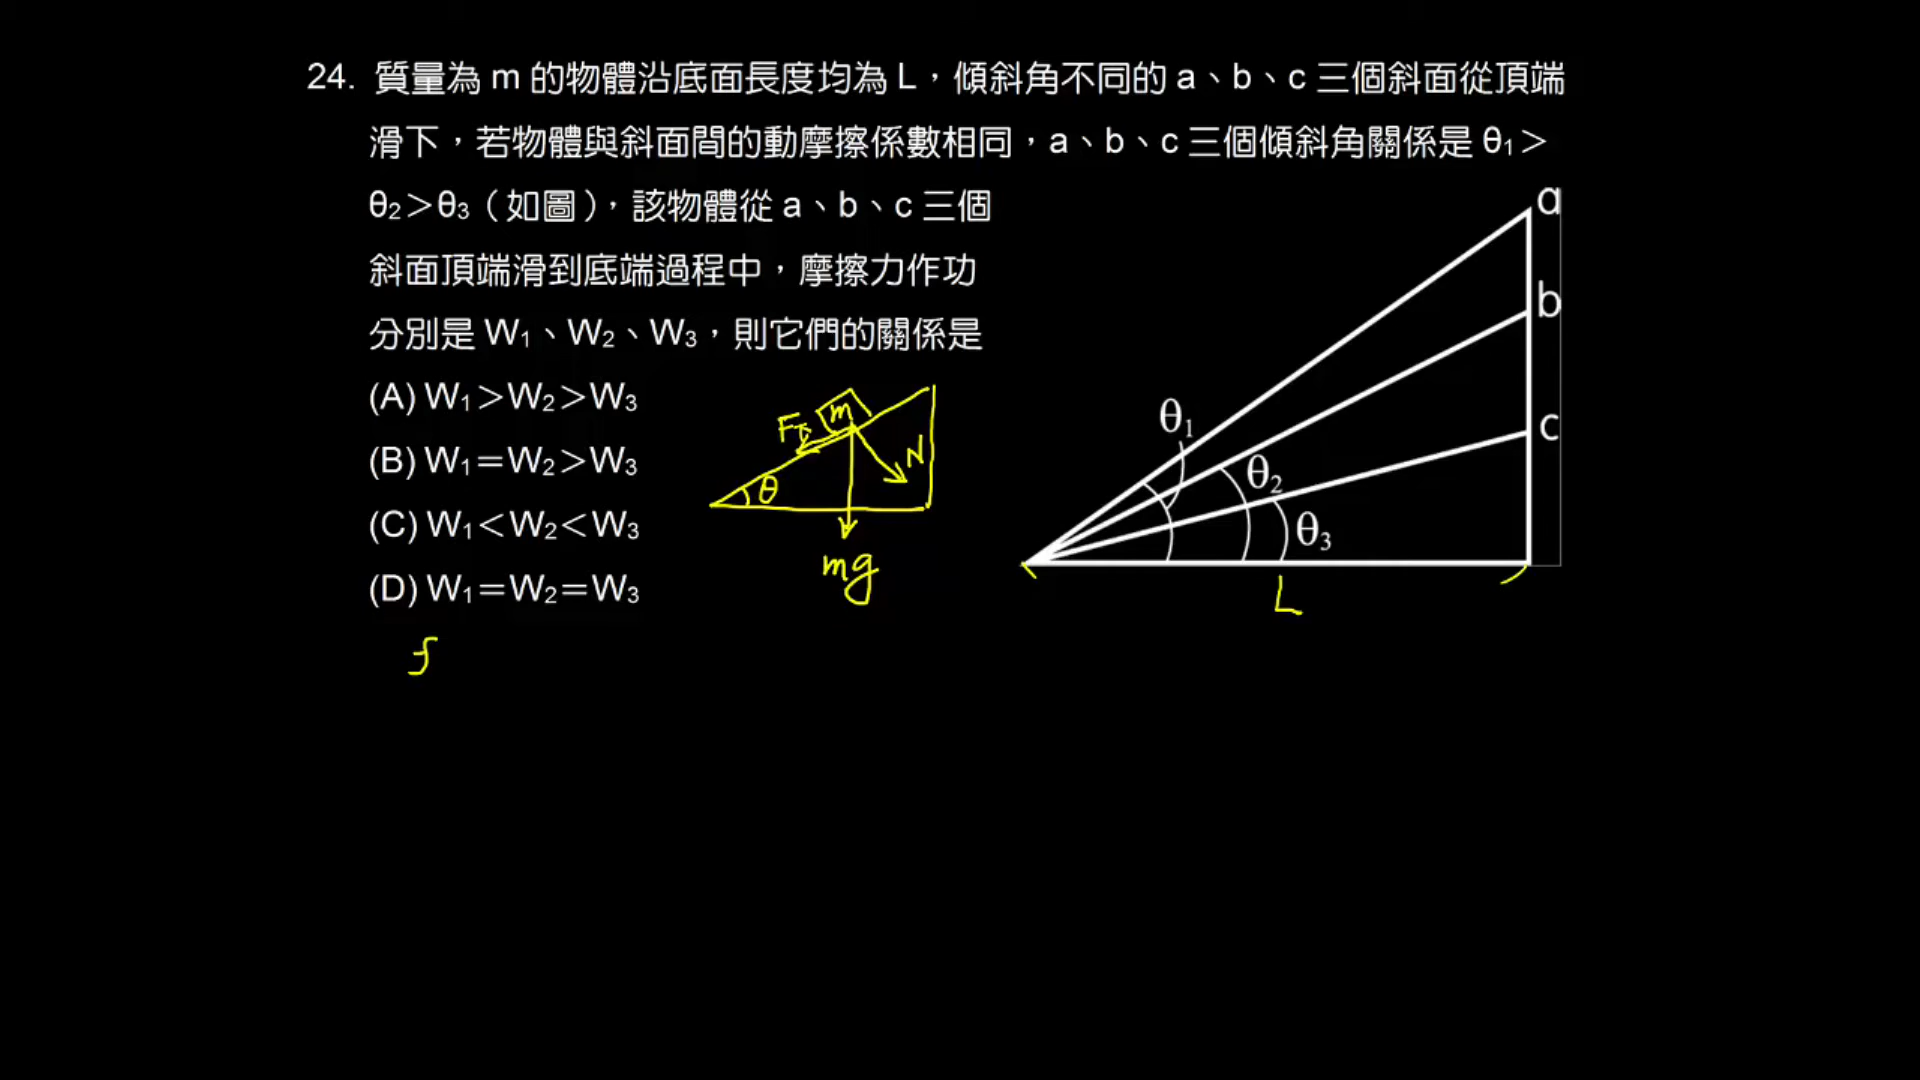 24. 質量為 m 的物體沿底面長度均為 L，傾斜角不同的 a、b、c 三個斜面從頂端
滑下，若物體與斜面間的動摩擦係數相同，a、b、c 三個傾斜角關係是 θ₁＞
θ₂＞θ₃（如圖），該物體從 a、b、c 三個
斜面頂端滑到底端過程中，摩擦力作功
分別是 W₁、W₂、W₃，則它們的關係是
(A) W₁＞W₂＞W₃
(B) W₁＝W₂＞W₃
(C) W₁＜W₂＜W₃
(D) W₁＝W₂＝W₃
f
m
N
θ
mg
a
b
c
θ₁
θ₂
θ₃
L